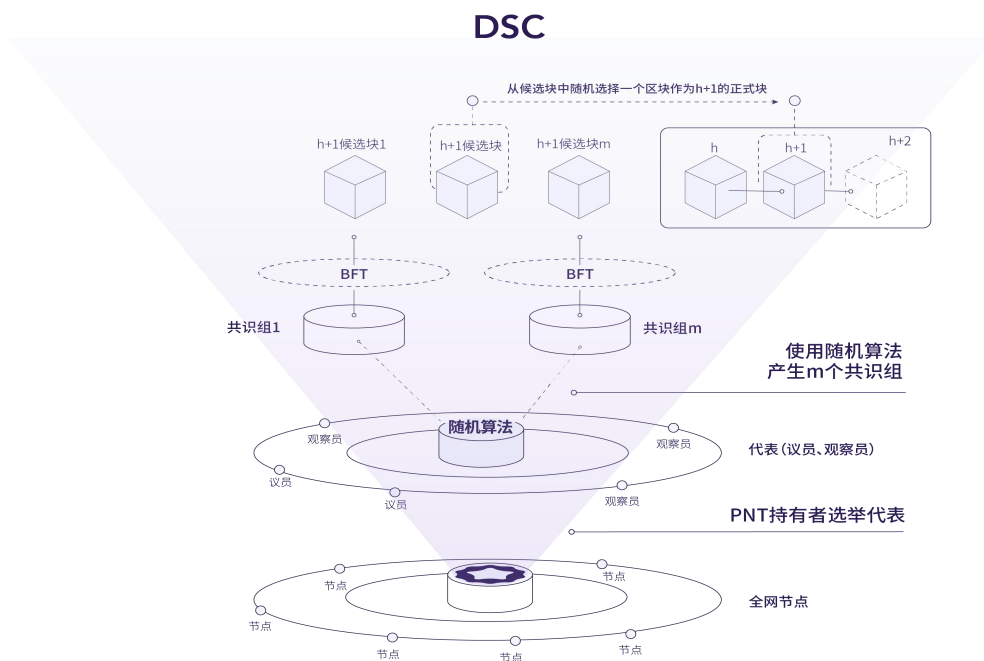 DSC
从候选块中随机选择一个区块作为h+1的正式块
h+1候选块1
h+1候选块
h+1候选块m
h
h+1
h+2
BFT
BFT
共识组1
共识组m
使用随机算法
产生m个共识组
随机算法
观察员
观察员
议员
议员
观察员
代表(议员、观察员)
PNT持有者选举代表
节点
节点
节点
节点
节点
节点
全网节点